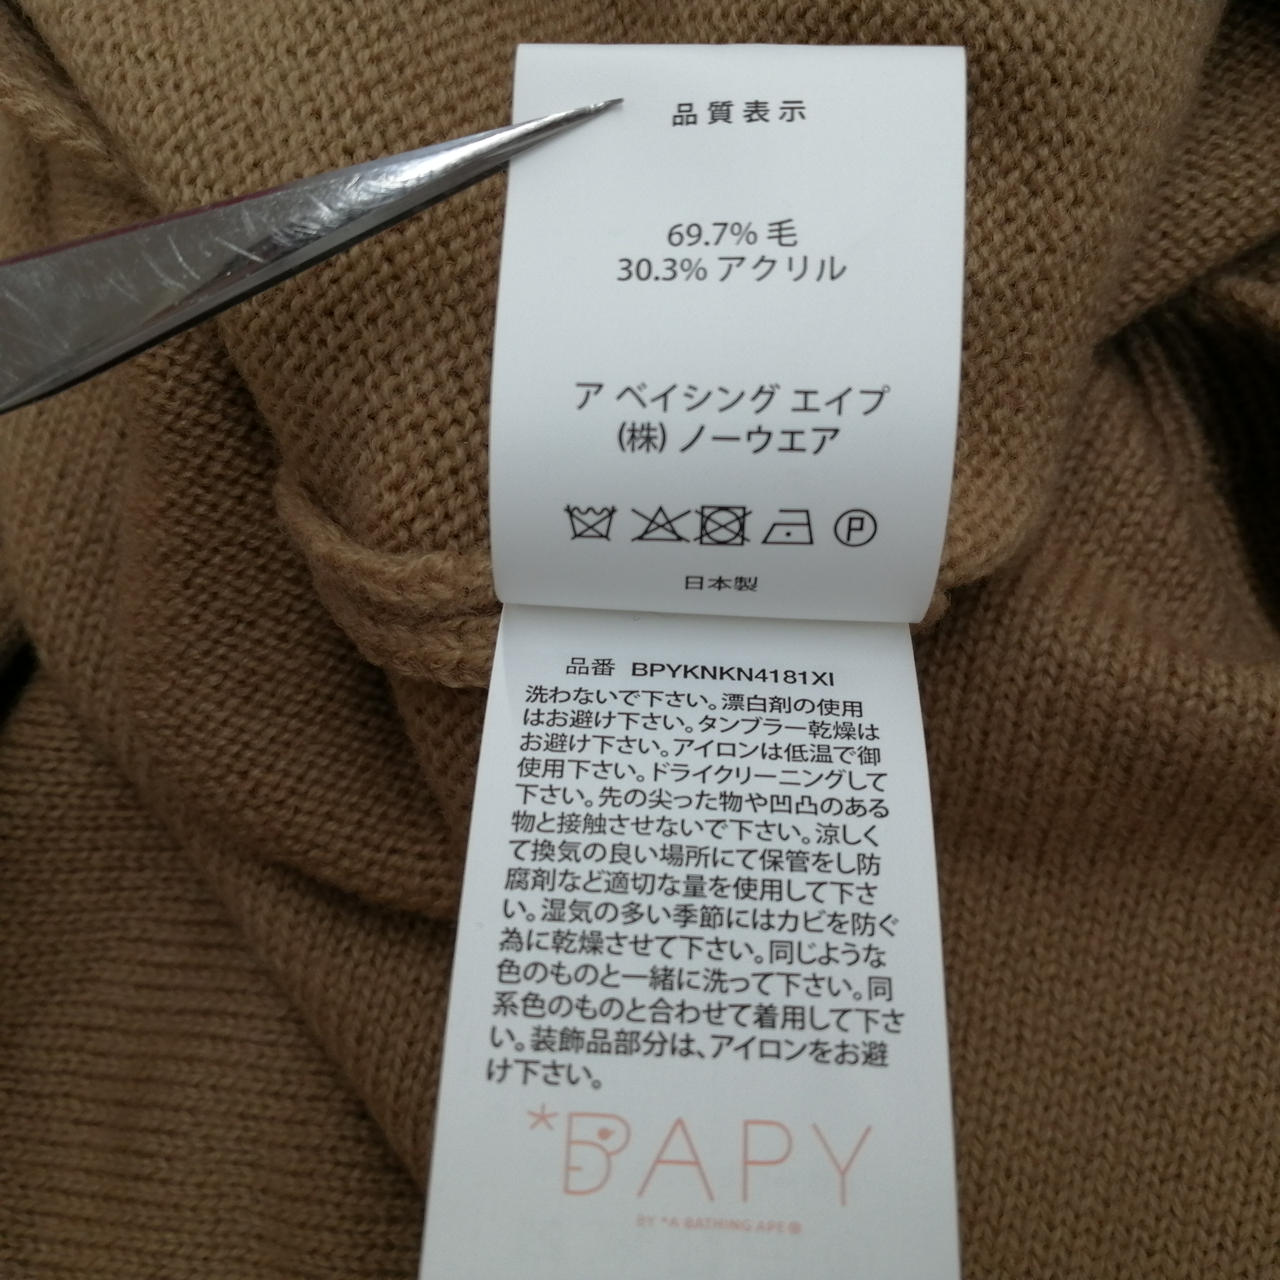 品質表示
69.7% 毛
30.3% アクリル
ア ベイシング エイプ
(株) ノーウエア
P
日本製
品番 BPYKNKN4181XI
洗わないで下さい。漂白剤の使用
はお避け下さい。タンブラー乾燥は
お避け下さい。アイロンは低温で御
使用下さい。ドライクリーニングして
下さい。先の尖った物や凹凸のある
物と接触させないで下さい。涼しく
て換気の良い場所にて保管をし防
腐剤など適切な量を使用して下さ
い。湿気の多い季節にはカビを防ぐ
為に乾燥させて下さい。同じような
色のものと一緒に洗って下さい。同
系色のものと合わせて着用して下さ
い。装飾品部分は、アイロンをお避
け下さい。
*BAPY
BY *A BATHING APE®